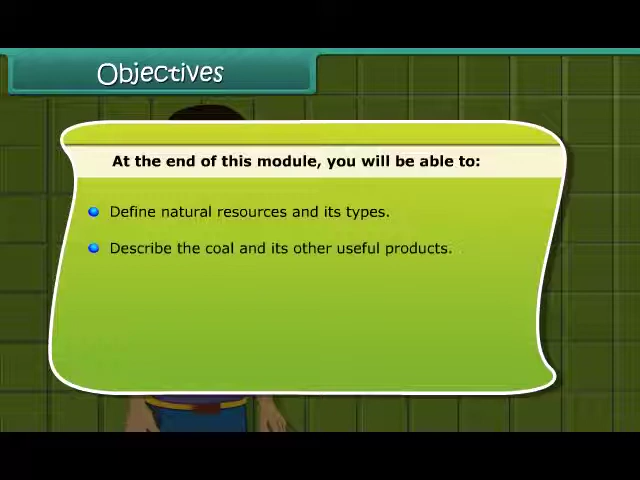 Objectives
At the end of this module, you will be able to:
Define natural resources and its types.
Describe the coal and its other useful products.